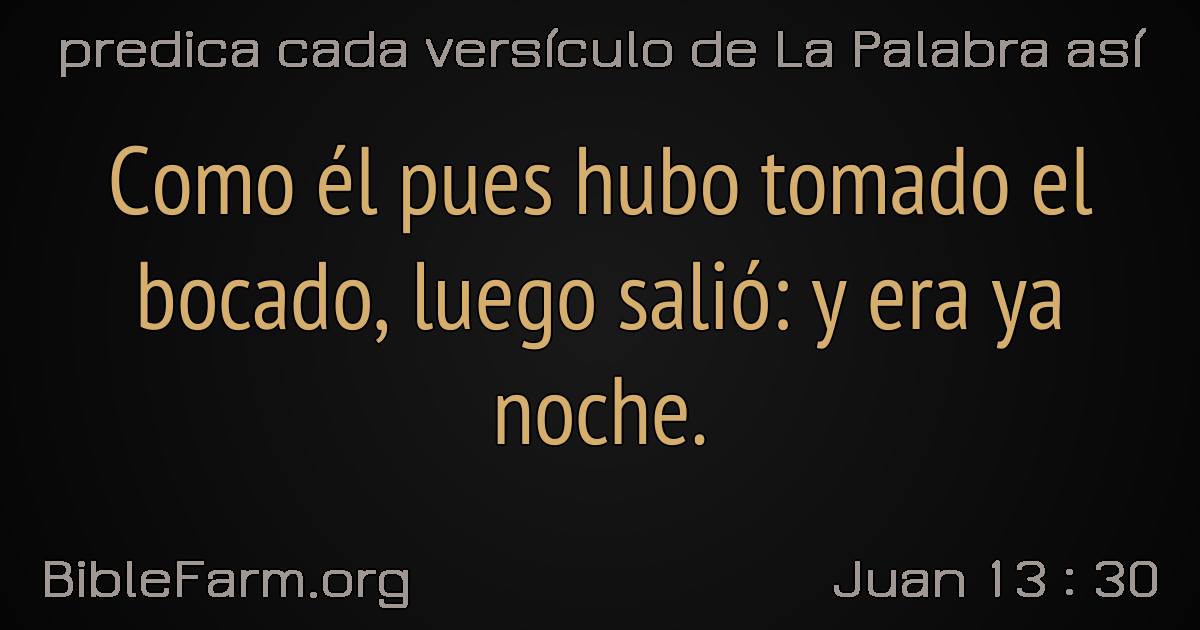 predica cada versículo de La Palabra así
Como él pues hubo tomado el
bocado, luego salió: y era ya
noche.
BibleFarm.org
Juan 13 : 30